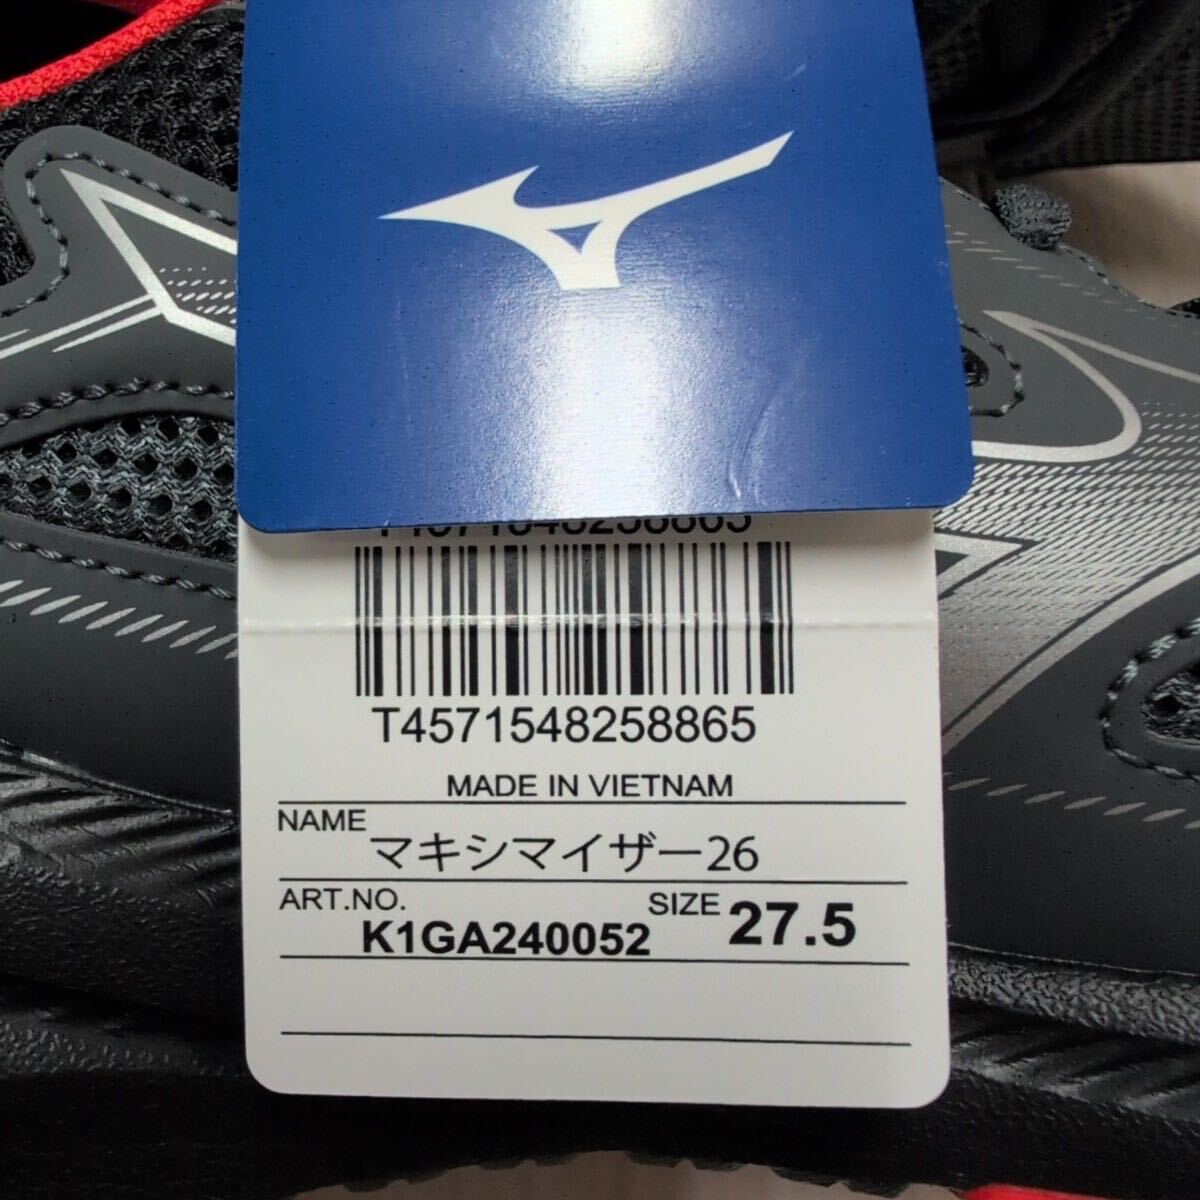 T4571548258865
T4571548258865
MADE IN VIETNAM
NAME
マキシマイザー26
ART.NO.
K1GA240052
SIZE
27.5